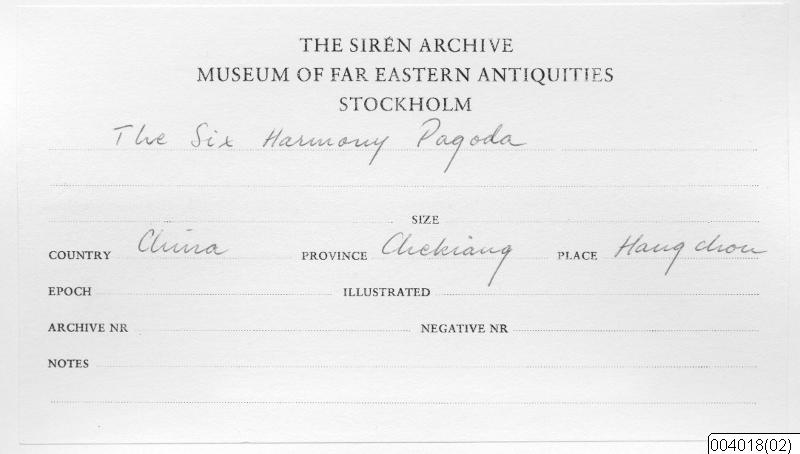 THE SIRÉN ARCHIVE
MUSEUM OF FAR EASTERN ANTIQUITIES
STOCKHOLM
The Six Harmony Pagoda
SIZE
COUNTRY China PROVINCE Chekiang PLACE Hangchou
EPOCH ILLUSTRATED
ARCHIVE NR NEGATIVE NR
NOTES
004018(02)